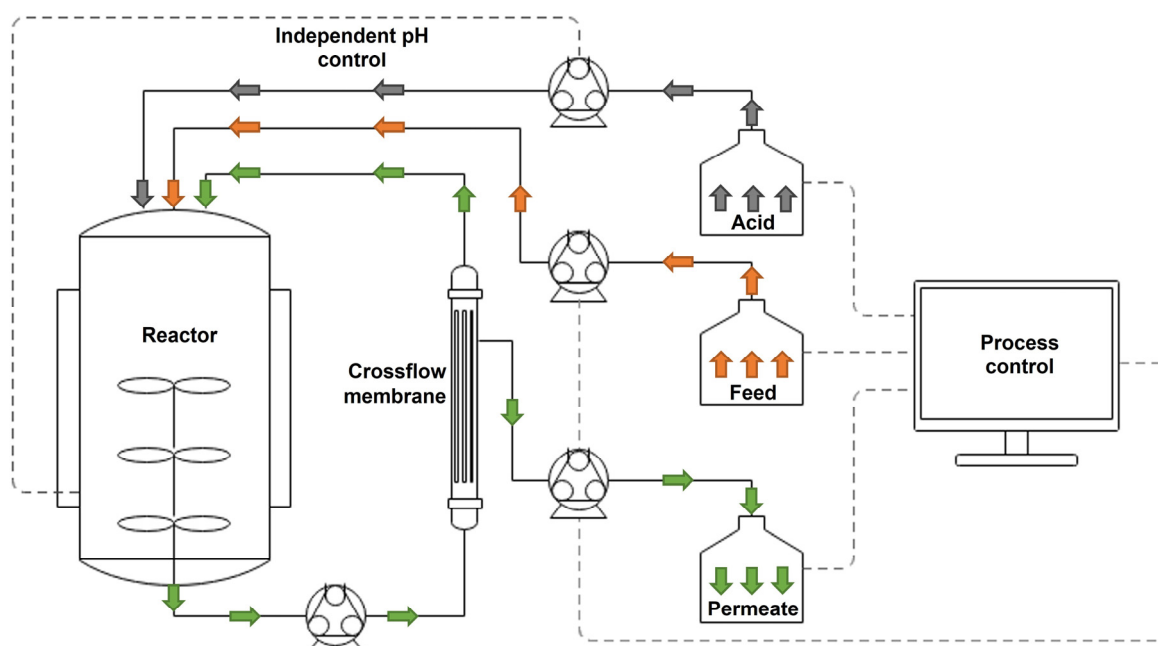 Independent pH
control
Acid
Reactor
Crossflow
membrane
Feed
Process
control
Permeate